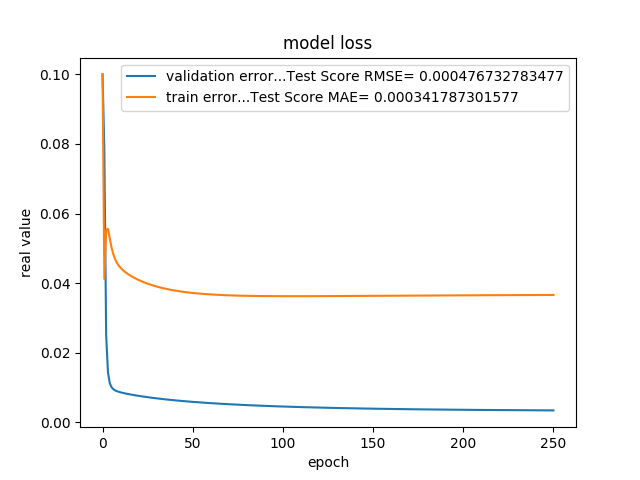 model loss
validation error...Test Score RMSE= 0.000476732783477
train error...Test Score MAE= 0.000341787301577
0.10
0.08
0.06
0.04
0.02
0.00
real value
0
50
100
150
200
250
epoch